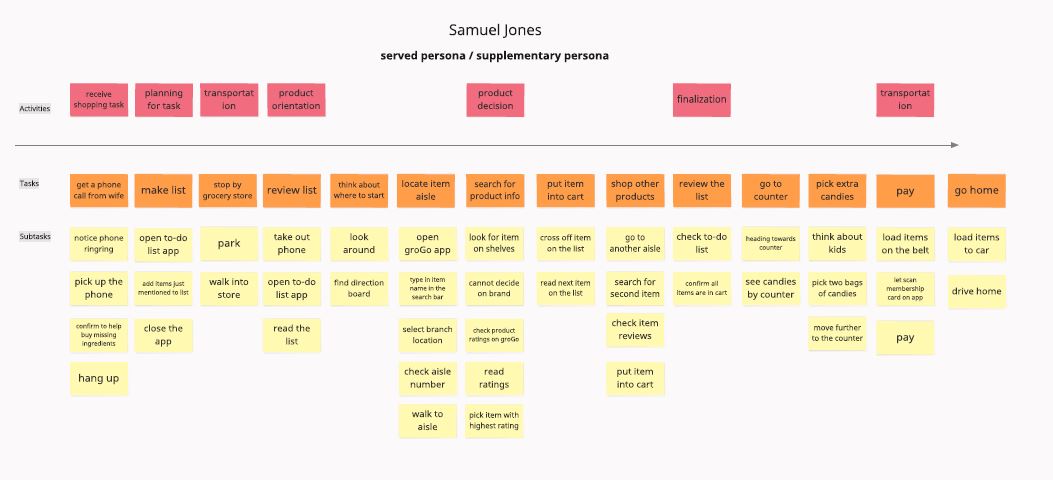 Samuel Jones
served persona / supplementary persona
Activities
receive
shopping task
planning
for task
transportat
ion
product
orientation
product
decision
finalization
transportat
ion
Tasks
get a phone
call from wife
make list
stop by
grocery store
review list
think about
where to start
locate item
aisle
search for
product info
put item
into cart
shop other
products
review the
list
go to
counter
pick extra
candies
pay
go home
Subtasks
notice phone
ringring
open to-do
list app
park
take out
phone
look
around
open
groGo app
look for item
on shelves
cross off item
on the list
go to
another aisle
check to-do
list
heading towards
counter
think about
kids
load items
on the belt
load items
to car
pick up the
phone
add items just
mentioned to list
walk into
store
open to-do
list app
find direction
board
type in item
name in the
search bar
cannot decide
on brand
read next item
on the list
search for
second item
confirm all
items are in cart
see candies
by counter
pick two bags
of candies
let scan
membership
card on app
drive home
confirm to help
buy missing
ingredients
close the
app
read the
list
select branch
location
check product
ratings on groGo
check item
reviews
move further
to the counter
pay
hang up
check aisle
number
read
ratings
put item
into cart
walk to
aisle
pick item with
highest rating